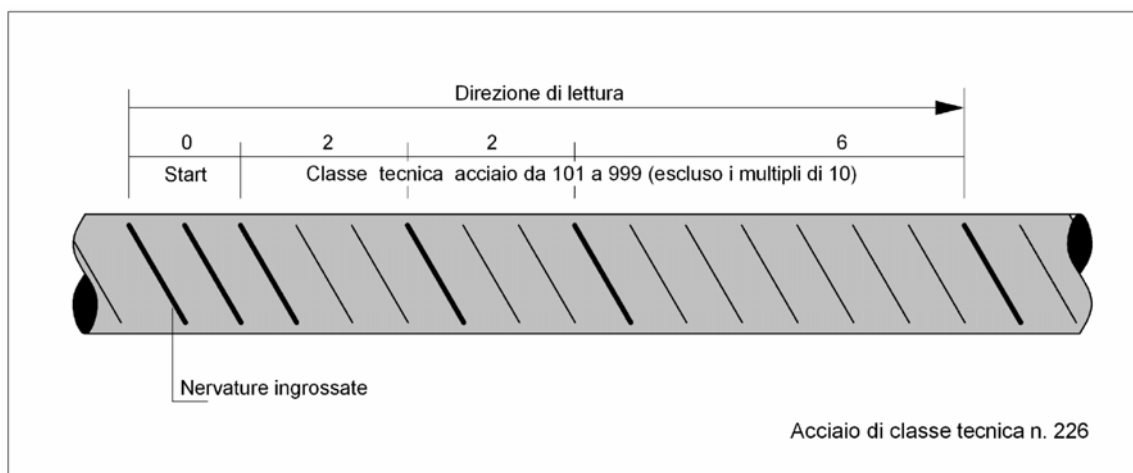 Direzione di lettura
0 2 2 6
Start Classe tecnica acciaio da 101 a 999 (escluso i multipli di 10)
Nervature ingrossate
Acciaio di classe tecnica n. 226